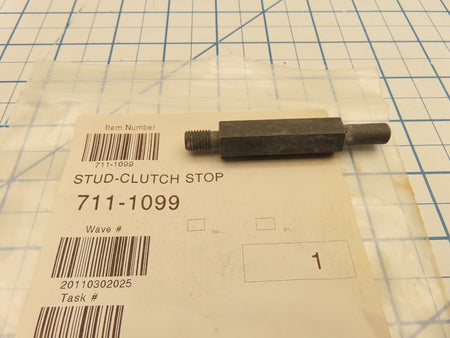 Item Number
711-1099
STUD-CLUTCH STOP
711-1099
Wave #
1
20110302025
Task #